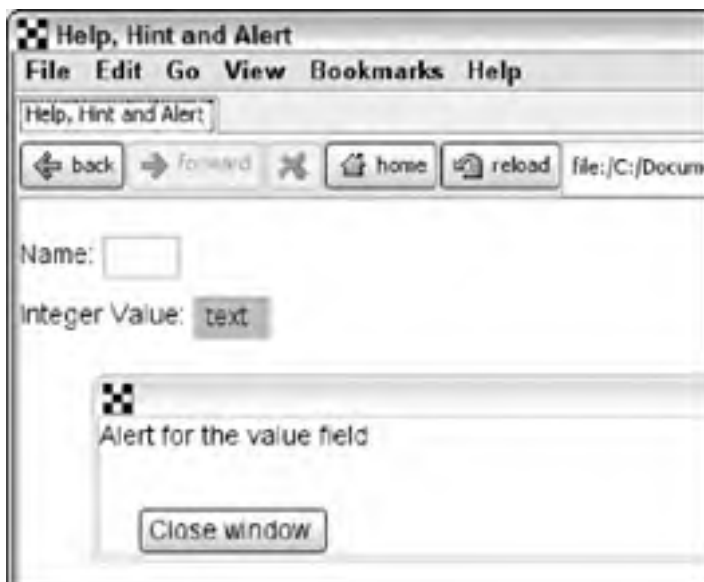 Help, Hint and Alert
File Edit Go View Bookmarks Help
Help, Hint and Alert
back forward home reload file:/C:/Docum
Name:
Integer Value: text
Alert for the value field
Close window